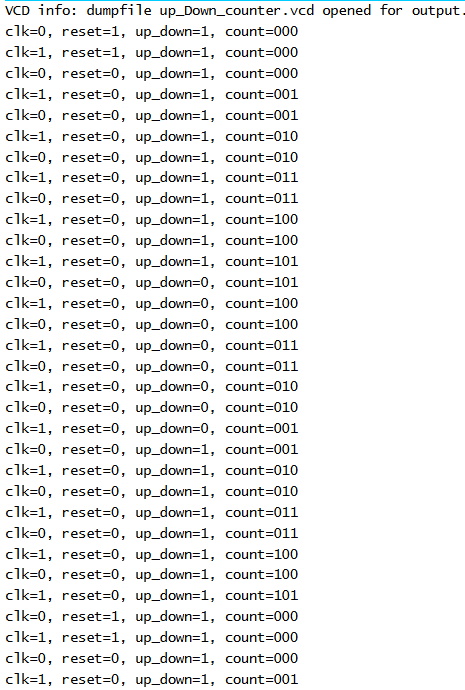 VCD info: dumpfile up_Down_counter.vcd opened for output.
clk=0, reset=1, up_down=1, count=000
clk=1, reset=1, up_down=1, count=000
clk=0, reset=0, up_down=1, count=000
clk=1, reset=0, up_down=1, count=001
clk=0, reset=0, up_down=1, count=001
clk=1, reset=0, up_down=1, count=010
clk=0, reset=0, up_down=1, count=010
clk=1, reset=0, up_down=1, count=011
clk=0, reset=0, up_down=1, count=011
clk=1, reset=0, up_down=1, count=100
clk=0, reset=0, up_down=1, count=100
clk=1, reset=0, up_down=1, count=101
clk=0, reset=0, up_down=0, count=101
clk=1, reset=0, up_down=0, count=100
clk=0, reset=0, up_down=0, count=100
clk=1, reset=0, up_down=0, count=011
clk=0, reset=0, up_down=0, count=011
clk=1, reset=0, up_down=0, count=010
clk=0, reset=0, up_down=0, count=010
clk=1, reset=0, up_down=0, count=001
clk=0, reset=0, up_down=1, count=001
clk=1, reset=0, up_down=1, count=010
clk=0, reset=0, up_down=1, count=010
clk=1, reset=0, up_down=1, count=011
clk=0, reset=0, up_down=1, count=011
clk=1, reset=0, up_down=1, count=100
clk=0, reset=0, up_down=1, count=100
clk=1, reset=0, up_down=1, count=101
clk=0, reset=1, up_down=1, count=000
clk=1, reset=1, up_down=1, count=000
clk=0, reset=0, up_down=1, count=000
clk=1, reset=0, up_down=1, count=001